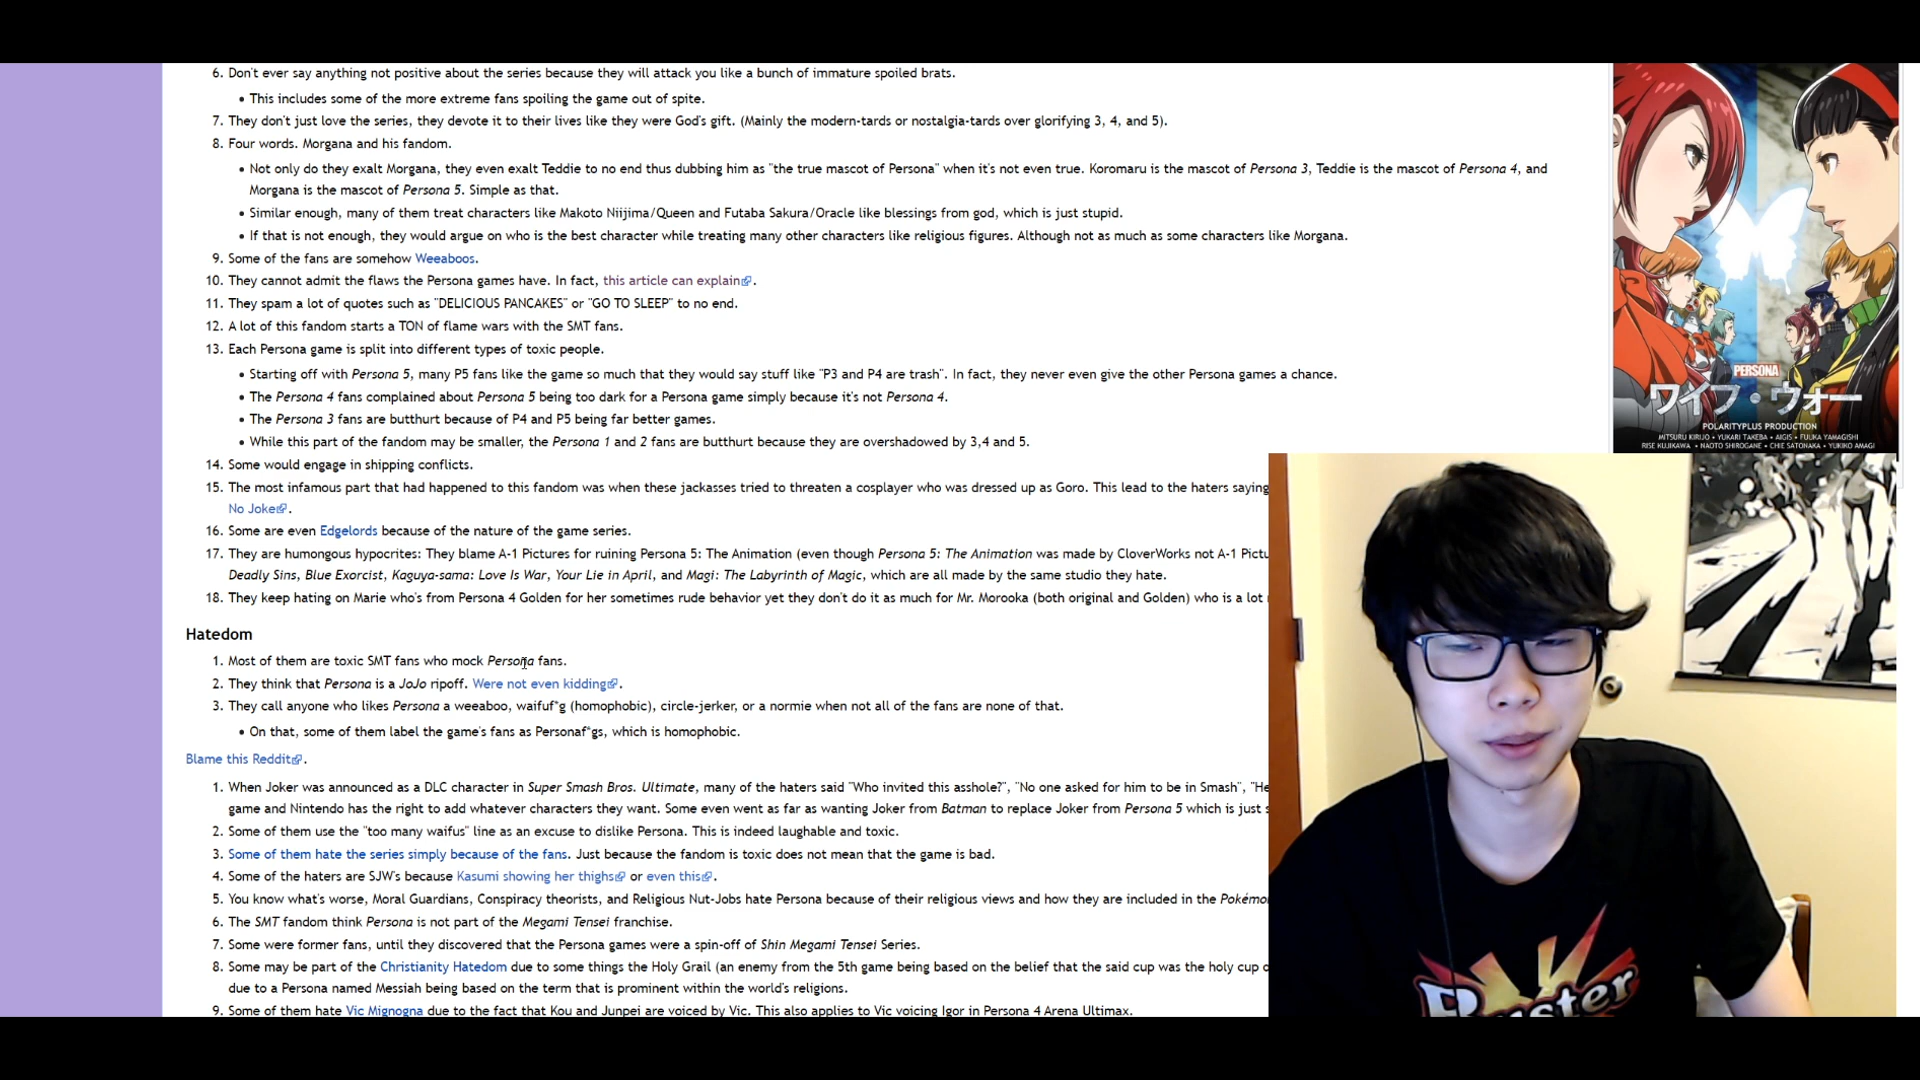 6. Don't ever say anything not positive about the series because they will attack you like a bunch of immature spoiled brats.
• This includes some of the more extreme fans spoiling the game out of spite.
7. They don't just love the series, they devote it to their lives like they were God's gift. (Mainly the modern-tards or nostalgia-tards over glorifying 3, 4, and 5).
8. Four words. Morgana and his fandom.
• Not only do they exalt Morgana, they even exalt Teddie to no end thus dubbing him as "the true mascot of Persona" when it's not even true. Koromaru is the mascot of Persona 3, Teddie is the mascot of Persona 4, and
Morgana is the mascot of Persona 5. Simple as that.
• Similar enough, many of them treat characters like Makoto Niijima/Queen and Futaba Sakura/Oracle like blessings from god, which is just stupid.
• If that is not enough, they would argue on who is the best character while treating many other characters like religious figures. Although not as much as some characters like Morgana.
9. Some of the fans are somehow Weeaboos.
10. They cannot admit the flaws the Persona games have. In fact, this article can explain.
11. They spam a lot of quotes such as "DELICIOUS PANCAKES" or "GO TO SLEEP" to no end.
12. A lot of this fandom starts a TON of flame wars with the SMT fans.
13. Each Persona game is split into different types of toxic people.
• Starting off with Persona 5, many P5 fans like the game so much that they would say stuff like "P3 and P4 are trash". In fact, they never even give the other Persona games a chance.
• The Persona 4 fans complained about Persona 5 being too dark for a Persona game simply because it's not Persona 4.
• The Persona 3 fans are butthurt because of P4 and P5 being far better games.
• While this part of the fandom may be smaller, the Persona 1 and 2 fans are butthurt because they are overshadowed by 3,4 and 5.
14. Some would engage in shipping conflicts.
15. The most infamous part that had happened to this fandom was when these jackasses tried to threaten a cosplayer who was dressed up as Goro. This lead to the haters saying
No Joke.
16. Some are even Edgelords because of the nature of the game series.
17. They are humongous hypocrites: They blame A-1 Pictures for ruining Persona 5: The Animation (even though Persona 5: The Animation was made by CloverWorks not A-1 Pictu
Deadly Sins, Blue Exorcist, Kaguya-sama: Love Is War, Your Lie in April, and Magi: The Labyrinth of Magic, which are all made by the same studio they hate.
18. They keep hating on Marie who's from Persona 4 Golden for her sometimes rude behavior yet they don't do it as much for Mr. Morooka (both original and Golden) who is a lot
Hatedom
1. Most of them are toxic SMT fans who mock Persona fans.
2. They think that Persona is a JoJo ripoff. Were not even kidding.
3. They call anyone who likes Persona a weeaboo, waifuf*g (homophobic), circle-jerker, or a normie when not all of the fans are none of that.
• On that, some of them label the game's fans as Personaf*gs, which is homophobic.
Blame this Reddit.
1. When Joker was announced as a DLC character in Super Smash Bros. Ultimate, many of the haters said "Who invited this asshole?", "No one asked for him to be in Smash", "He
game and Nintendo has the right to add whatever characters they want. Some even went as far as wanting Joker from Batman to replace Joker from Persona 5 which is just s
2. Some of them use the "too many waifus" line as an excuse to dislike Persona. This is indeed laughable and toxic.
3. Some of them hate the series simply because of the fans. Just because the fandom is toxic does not mean that the game is bad.
4. Some of the haters are SJW's because Kasumi showing her thighs or even this.
5. You know what's worse, Moral Guardians, Conspiracy theorists, and Religious Nut-Jobs hate Persona because of their religious views and how they are included in the Pokémo
6. The SMT fandom think Persona is not part of the Megami Tensei franchise.
7. Some were former fans, until they discovered that the Persona games were a spin-off of Shin Megami Tensei Series.
8. Some may be part of the Christianity Hatedom due to some things the Holy Grail (an enemy from the 5th game being based on the belief that the said cup was the holy cup o
due to a Persona named Messiah being based on the term that is prominent within the world's religions.
9. Some of them hate Vic Mignogna due to the fact that Kou and Junpei are voiced by Vic. This also applies to Vic voicing Igor in Persona 4 Arena Ultimax.
PERSONA
ワイフ・ウォー
POLARITYPLUS PRODUCTION
MITSURU KIRIJO • YUKARI TAKEBA • AIGIS • FUUKA YAMAGISHI
RISE KUJIKAWA • NAOTO SHIROGANE • CHIE SATONAKA • YUKIKO AMAGI